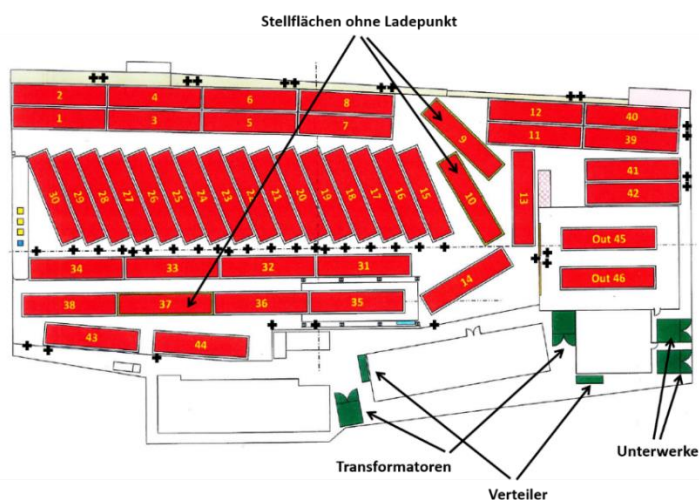 Stellflächen ohne Ladepunkt
2 4 6 8
1 3 5 7
9
12 40
11 39
30 29 28 27 26 25 24 23 22 21 20 19 18 17 16 15
10
13
41
42
Out 45
Out 46
34 33 32 31
14
38 37 36 35
43 44
Unterwerke
Transformatoren
Verteiler